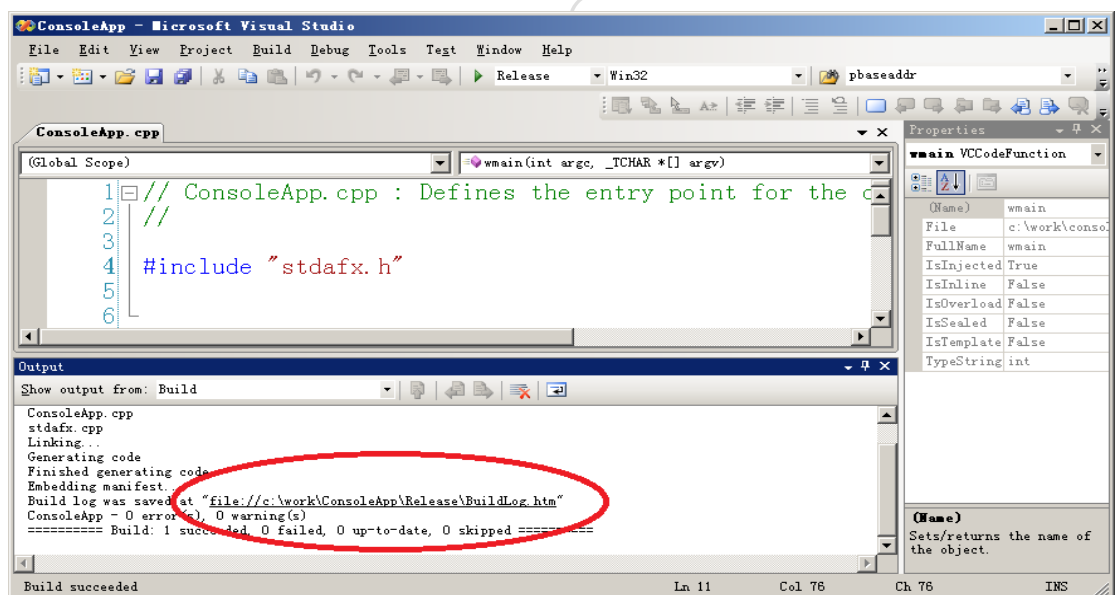 ConsoleApp - Microsoft Visual Studio
File Edit View Project Build Debug Tools Test Window Help
Release Win32 pbaseaddr
ConsoleApp.cpp
(Global Scope) wmain(int argc, _TCHAR *[] argv)
1 // ConsoleApp.cpp : Defines the entry point for the c
2 //
3
4 #include "stdafx.h"
5
6
Output
Show output from: Build
ConsoleApp.cpp
stdafx.cpp
Linking...
Generating code
Finished generating code
Embedding manifest...
Build log was saved at "file://c:\work\ConsoleApp\Release\BuildLog.htm"
ConsoleApp - 0 error(s), 0 warning(s)
========== Build: 1 succeeded, 0 failed, 0 up-to-date, 0 skipped ==========
Properties
wmain VCCodeFunction
(Name) wmain
File c:\work\consol
FullName wmain
IsInjected True
IsInline False
IsOverload False
IsSealed False
IsTemplate False
TypeString int
(Name)
Sets/returns the name of
the object.
Build succeeded Ln 11 Col 76 Ch 76 INS